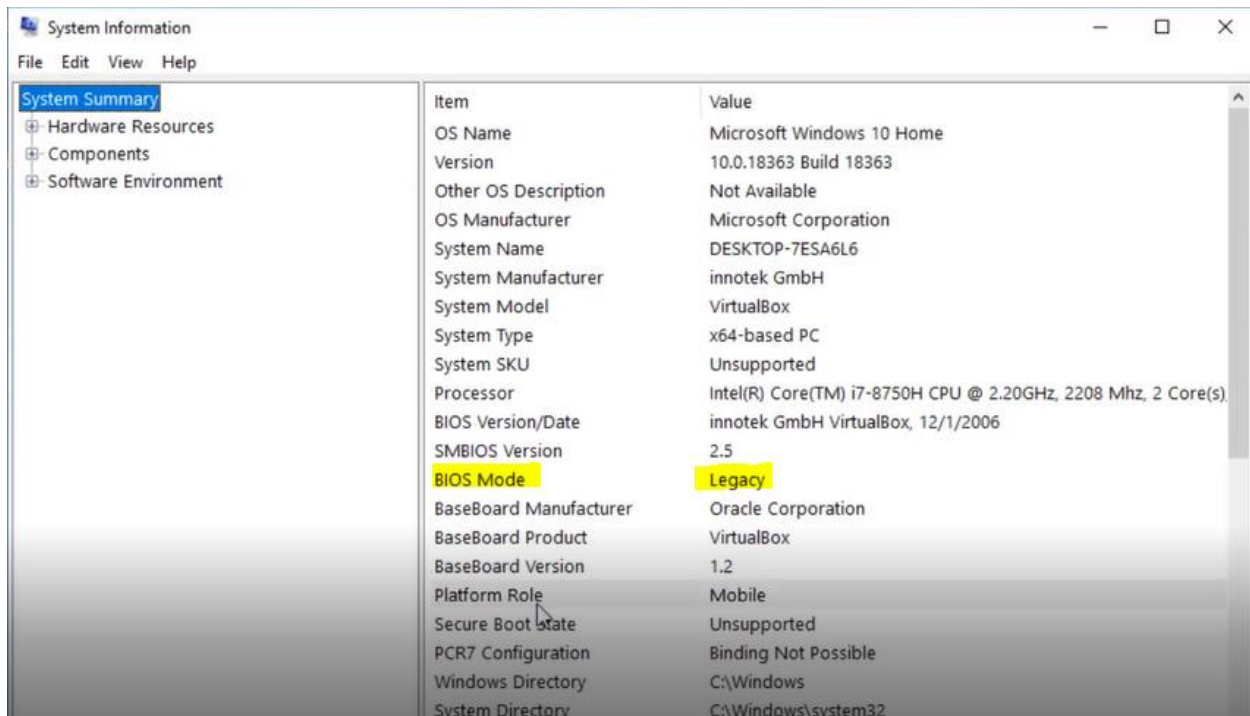 System Information
File Edit View Help
System Summary
Hardware Resources
Components
Software Environment
Item Value
OS Name Microsoft Windows 10 Home
Version 10.0.18363 Build 18363
Other OS Description Not Available
OS Manufacturer Microsoft Corporation
System Name DESKTOP-7ESA6L6
System Manufacturer innotek GmbH
System Model VirtualBox
System Type x64-based PC
System SKU Unsupported
Processor Intel(R) Core(TM) i7-8750H CPU @ 2.20GHz, 2208 Mhz, 2 Core(s),
BIOS Version/Date innotek GmbH VirtualBox, 12/1/2006
SMBIOS Version 2.5
BIOS Mode Legacy
BaseBoard Manufacturer Oracle Corporation
BaseBoard Product VirtualBox
BaseBoard Version 1.2
Platform Role Mobile
Secure Boot State Unsupported
PCR7 Configuration Binding Not Possible
Windows Directory C:\Windows
System Directory C:\Windows\system32